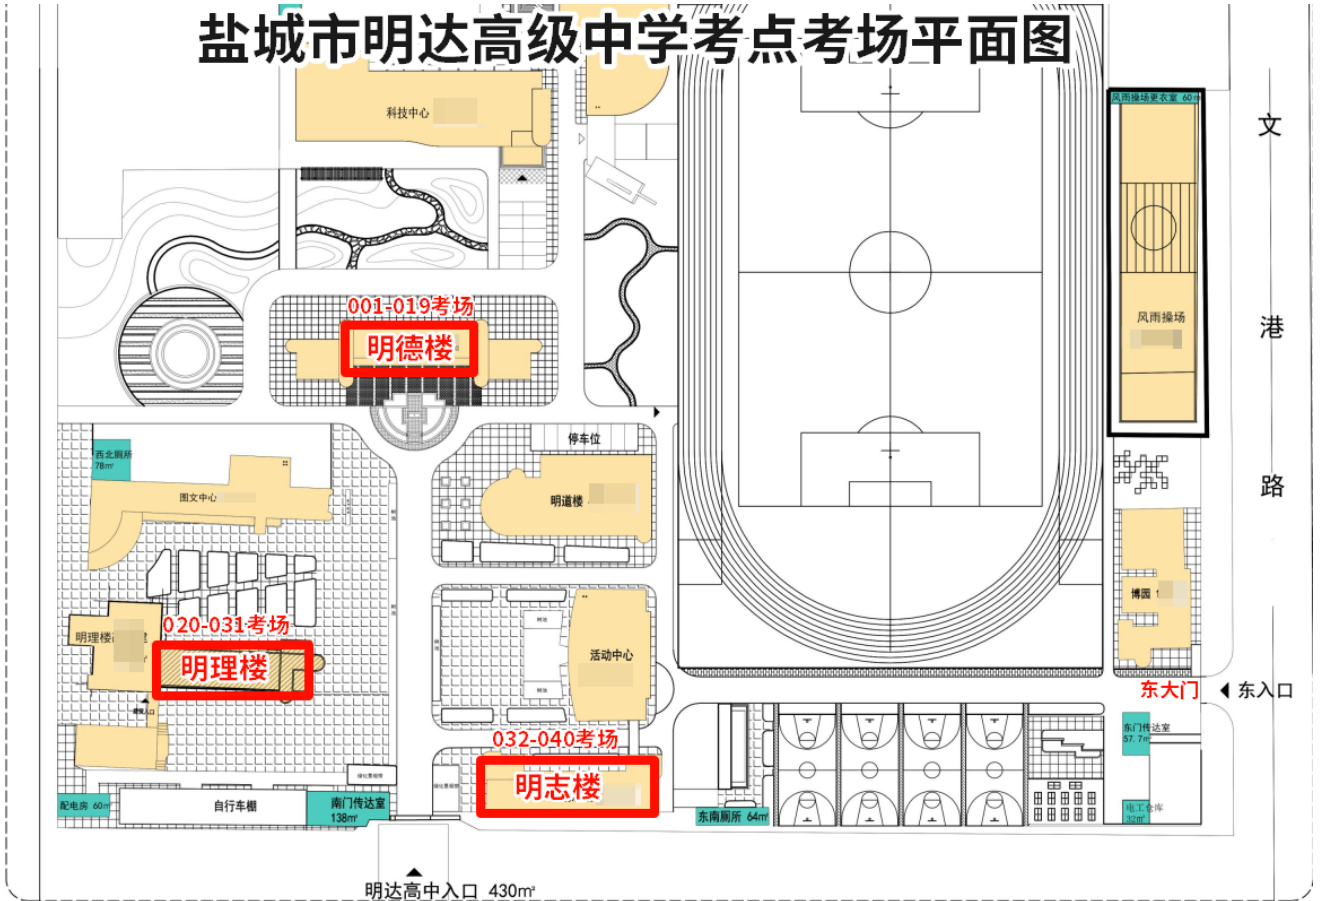 盐城市明达高级中学考点考场平面图
科技中心
风雨操场更衣室 60㎡
文
港
路
风雨操场
001-019考场
明德楼
停车位
西北厕所
78㎡
图文中心
明道楼
博园
020-031考场
明理楼
明理楼
活动中心
东大门
东入口
032-040考场
明志楼
东门传达室
57.7㎡
配电房 60㎡
自行车棚
南门传达室
138㎡
东南厕所 64㎡
电工仓库
32㎡
明达高中入口 430㎡